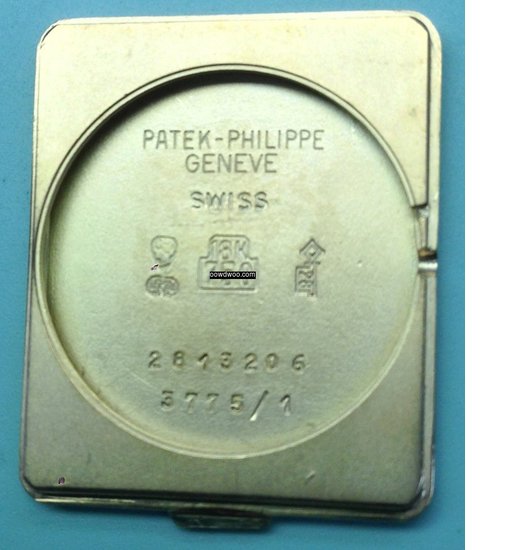 PATEK-PHILIPPE
GENEVE
SWISS
18K
750
oowdwoo.com
2813206
3775/1